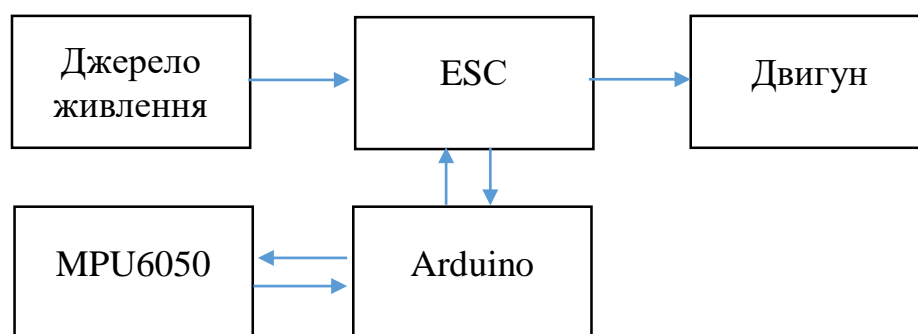 Джерело
живлення
ESC
Двигун
MPU6050
Arduino